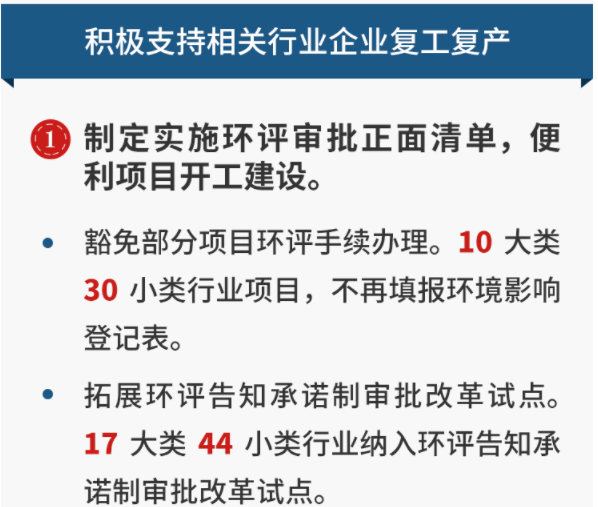 积极支持相关行业企业复工复产
1 制定实施环评审批正面清单，便
利项目开工建设。
• 豁免部分项目环评手续办理。10 大类
30 小类行业项目，不再填报环境影响
登记表。
• 拓展环评告知承诺制审批改革试点。
17 大类 44 小类行业纳入环评告知承
诺制审批改革试点。